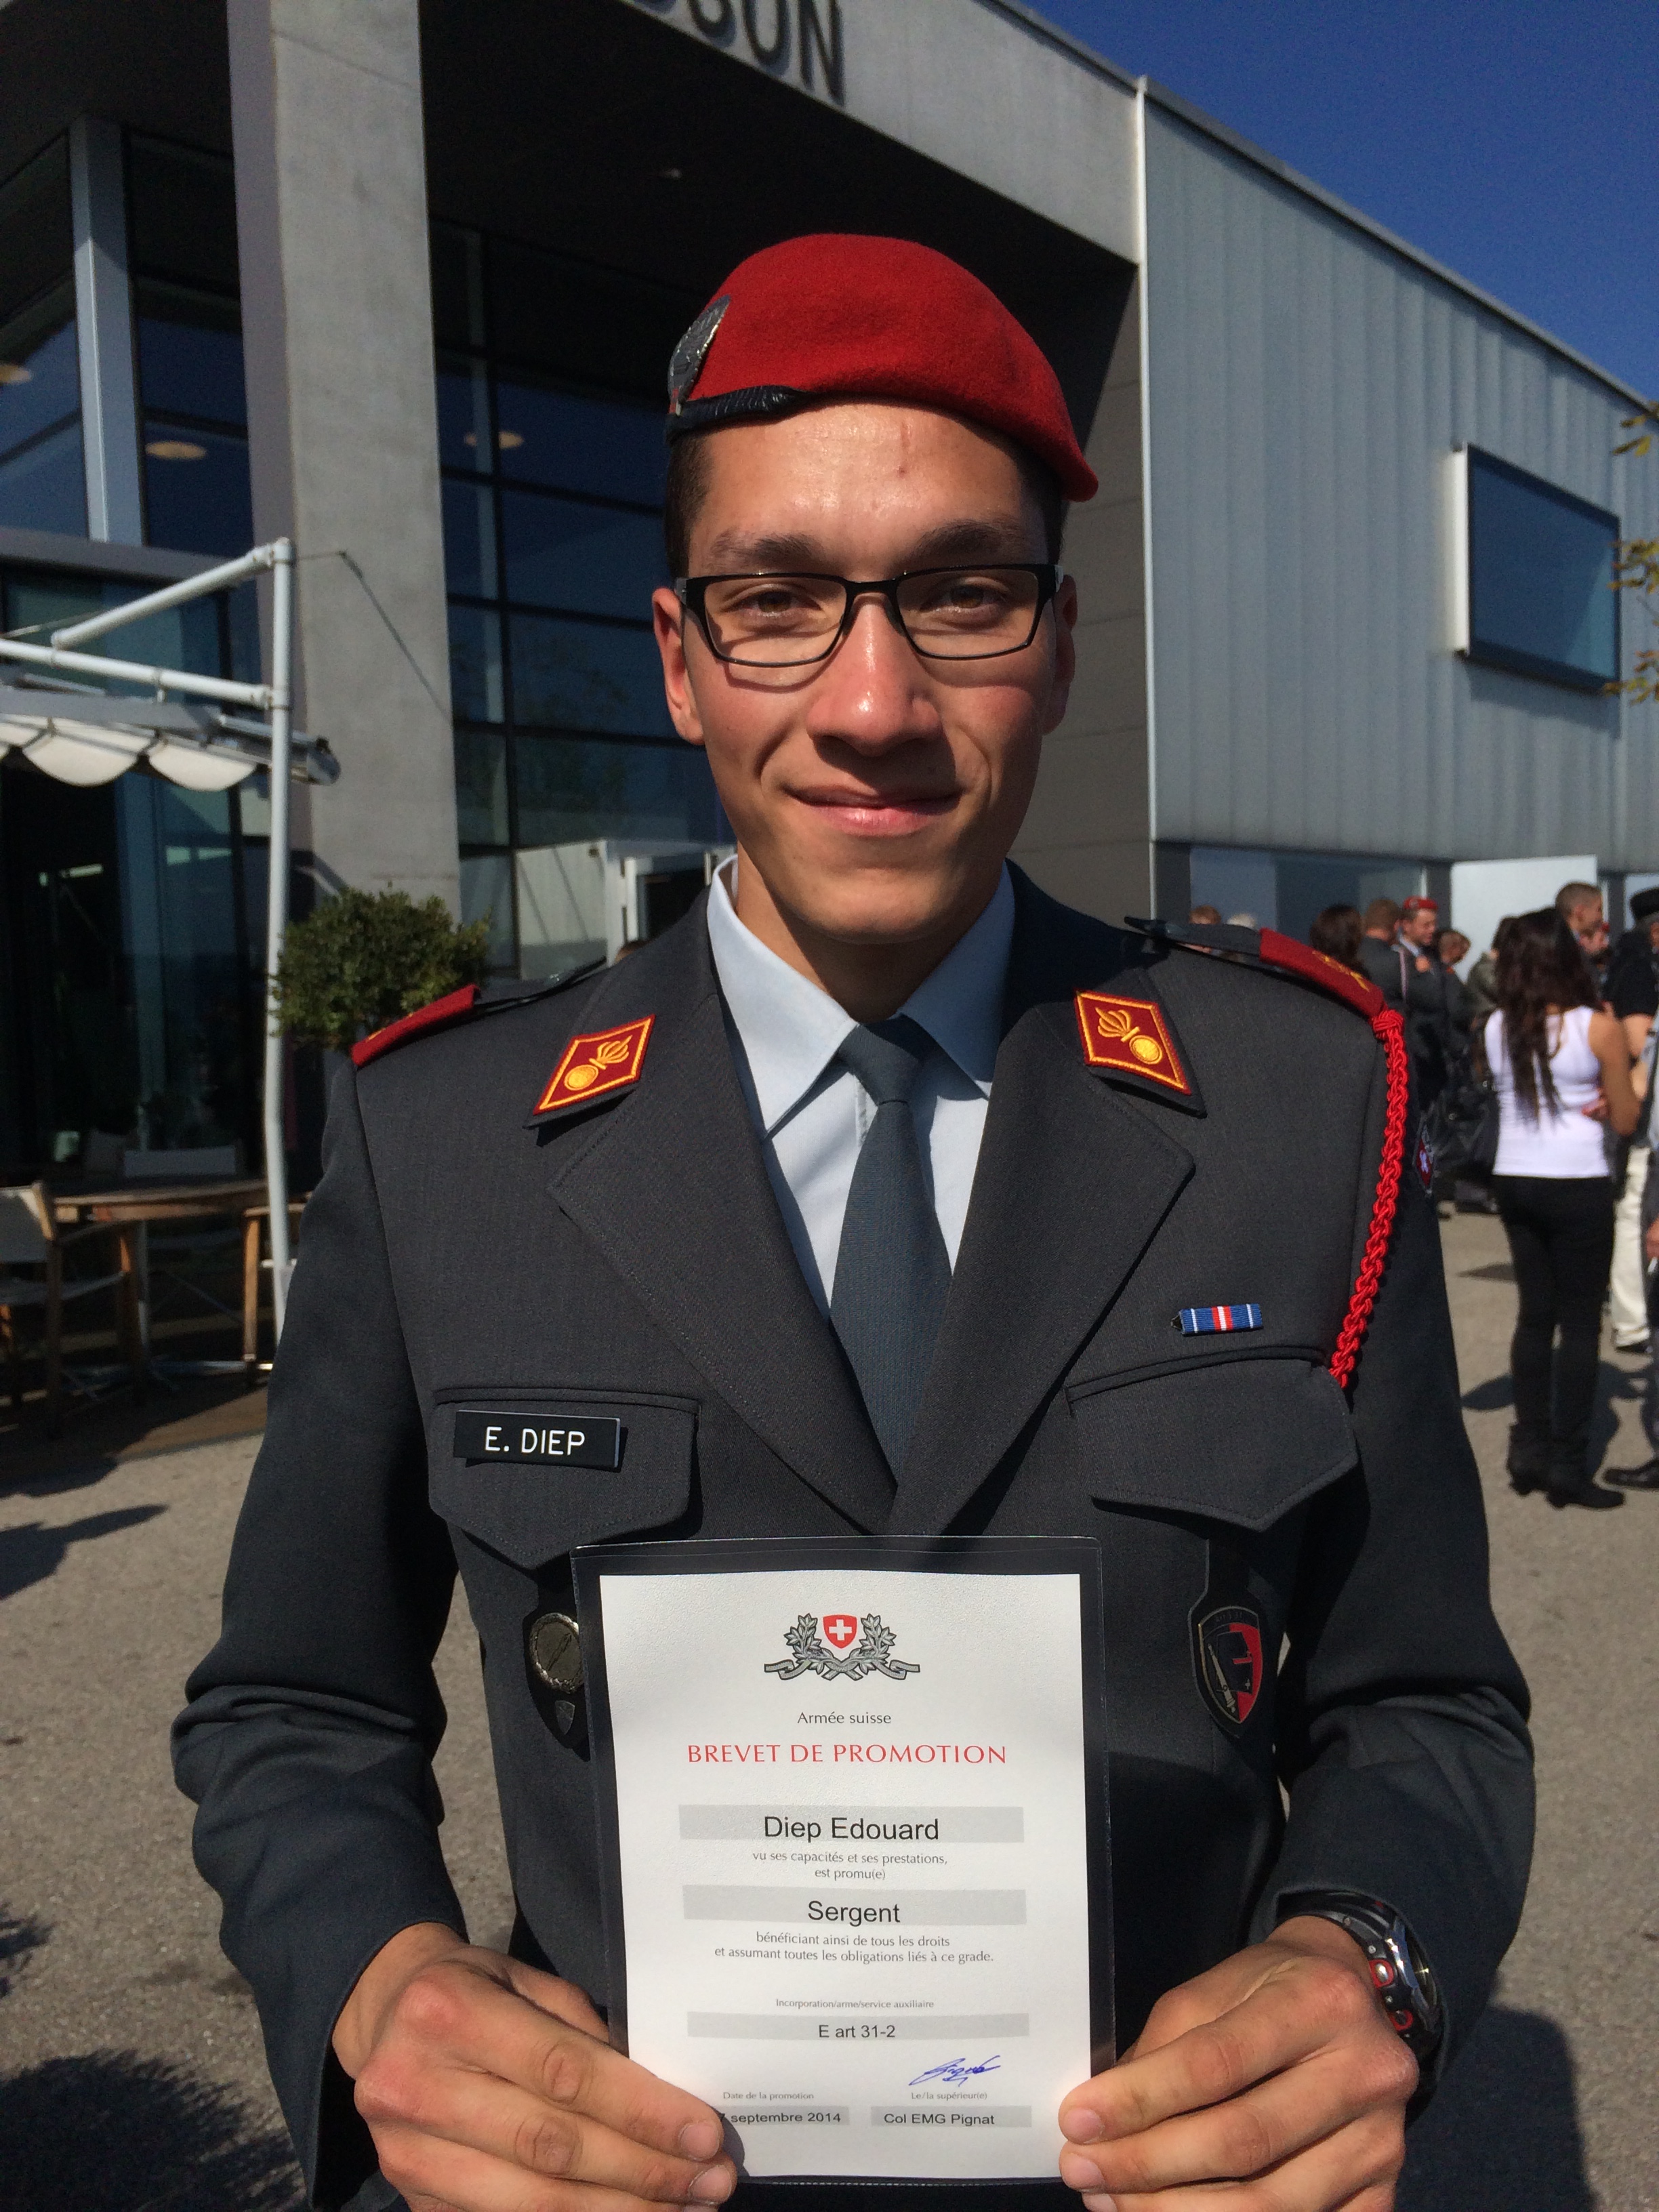 E. DIEP
Armée suisse
BREVET DE PROMOTION
Diep Edouard
vu ses capacités et ses prestations,
est promu(e)
Sergent
bénéficiant ainsi de tous les droits
et assumant toutes les obligations liés à ce grade.
Incorporation/arme/service auxiliaire
E art 31-2
Date de la promotion
Le/la supérieur(e)
septembre 2014
Col EMG Pignat